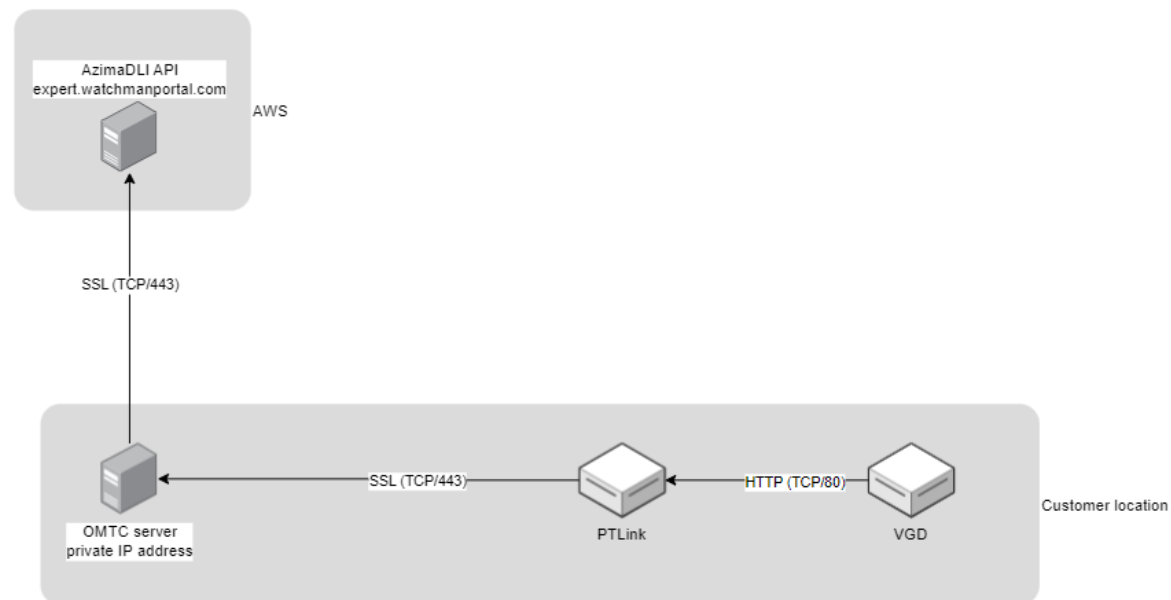 AzimaDLI API
expert.watchmanportal.com
AWS
SSL (TCP/443)
SSL (TCP/443)
HTTP (TCP/80)
Customer location
OMTC server
private IP address
PTLink
VGD